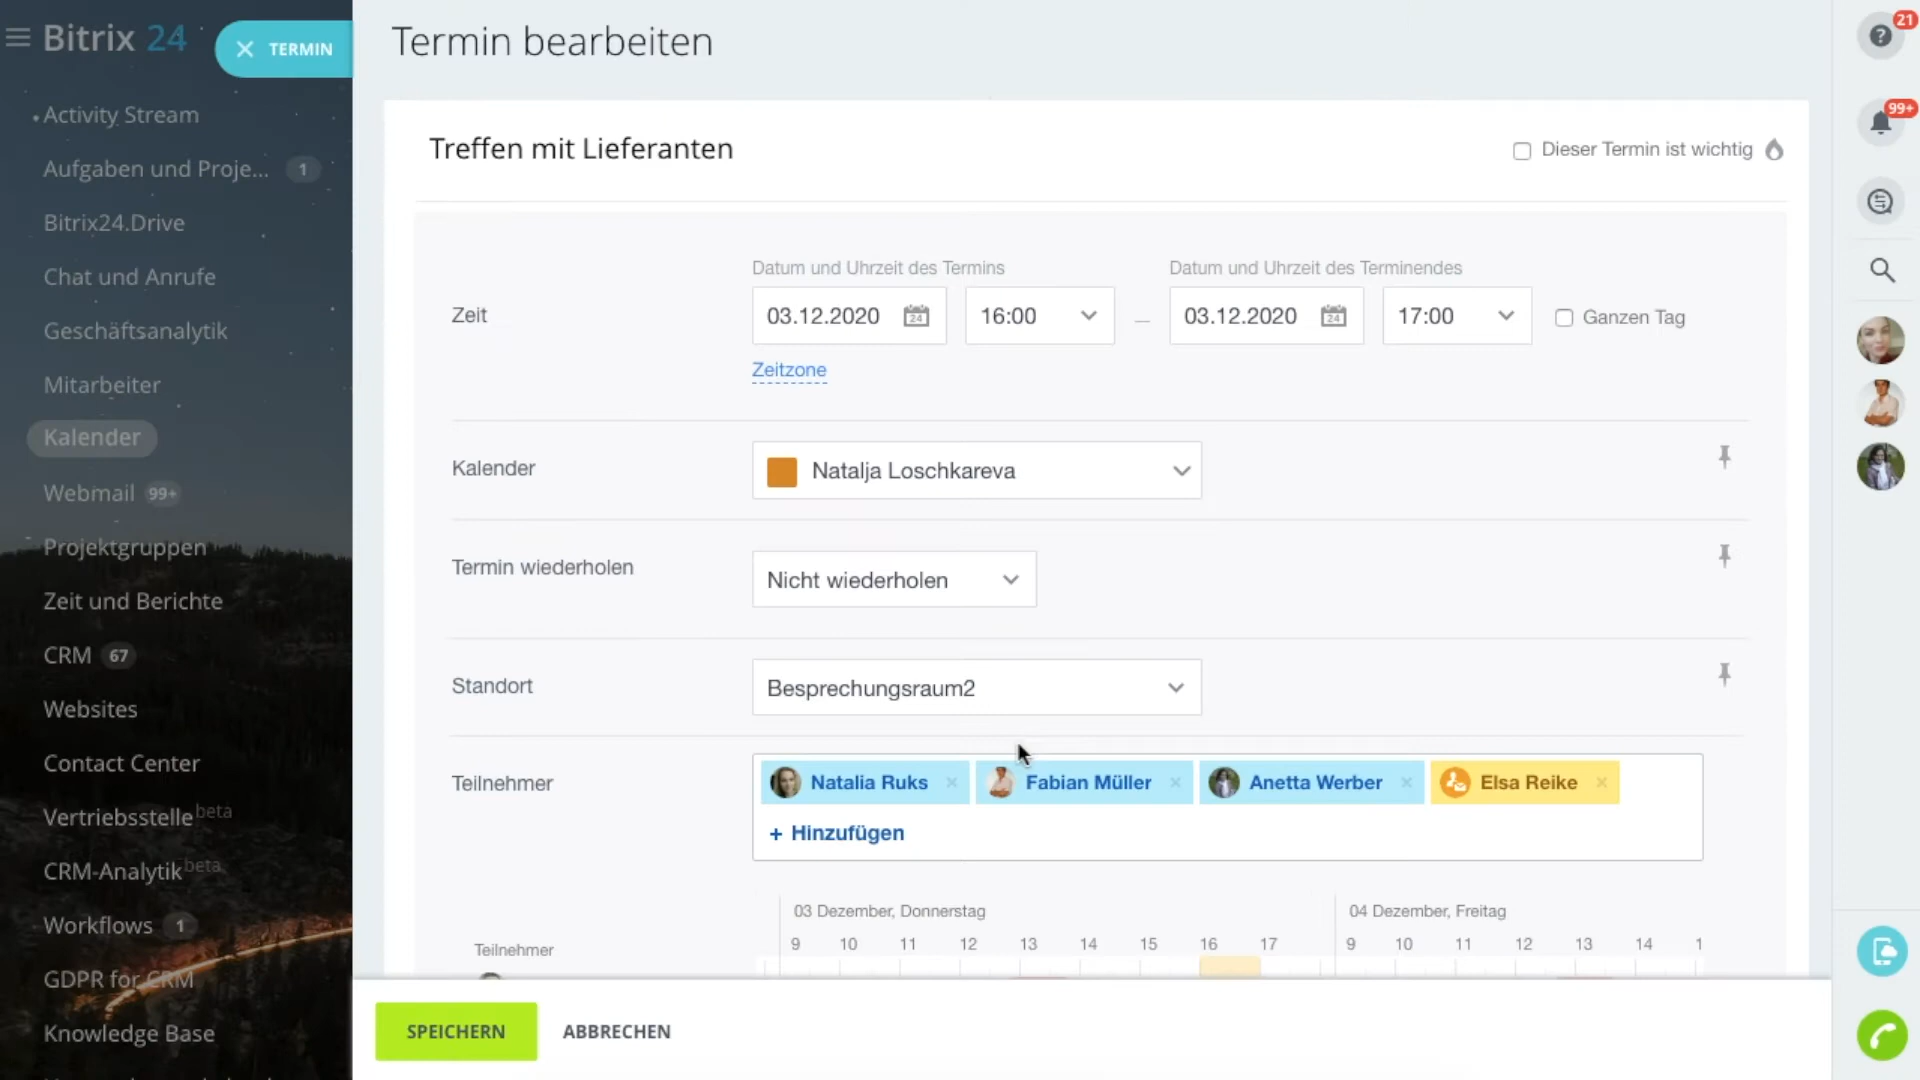 Bitrix 24
TERMIN
Activity Stream
Aufgaben und Proje... 1
Bitrix24.Drive
Chat und Anrufe
Geschäftsanalytik
Mitarbeiter
Kalender
Webmail 99+
Projektgruppen
Zeit und Berichte
CRM 67
Websites
Contact Center
Vertriebsstelle beta
CRM-Analytik beta
Workflows 1
GDPR for CRM
Knowledge Base
Termin bearbeiten
Treffen mit Lieferanten
Dieser Termin ist wichtig
Datum und Uhrzeit des Termins
Datum und Uhrzeit des Terminendes
Zeit
03.12.2020 24 16:00 — 03.12.2020 24 17:00 Ganzen Tag
Zeitzone
Kalender
Natalja Loschkareva
Termin wiederholen
Nicht wiederholen
Standort
Besprechungsraum2
Teilnehmer
Natalia Ruks × Fabian Müller × Anetta Werber × Elsa Reike ×
+ Hinzufügen
03 Dezember, Donnerstag
04 Dezember, Freitag
Teilnehmer
9 10 11 12 13 14 15 16 17 9 10 11 12 13 14 1
SPEICHERN
ABBRECHEN
? 21
99+